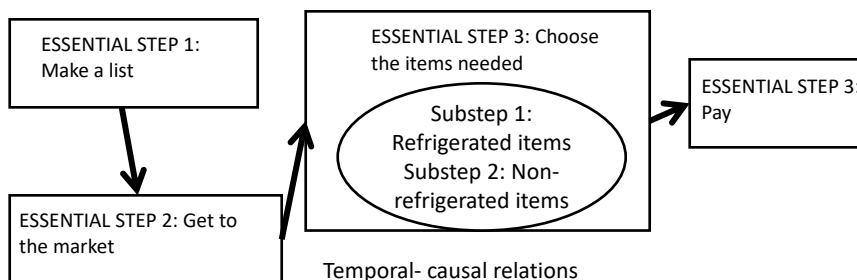 ESSENTIAL STEP 1:
Make a list
ESSENTIAL STEP 2: Get to
the market
ESSENTIAL STEP 3: Choose
the items needed
Substep 1:
Refrigerated items
Substep 2: Non-
refrigerated items
ESSENTIAL STEP 3:
Pay
Temporal- causal relations